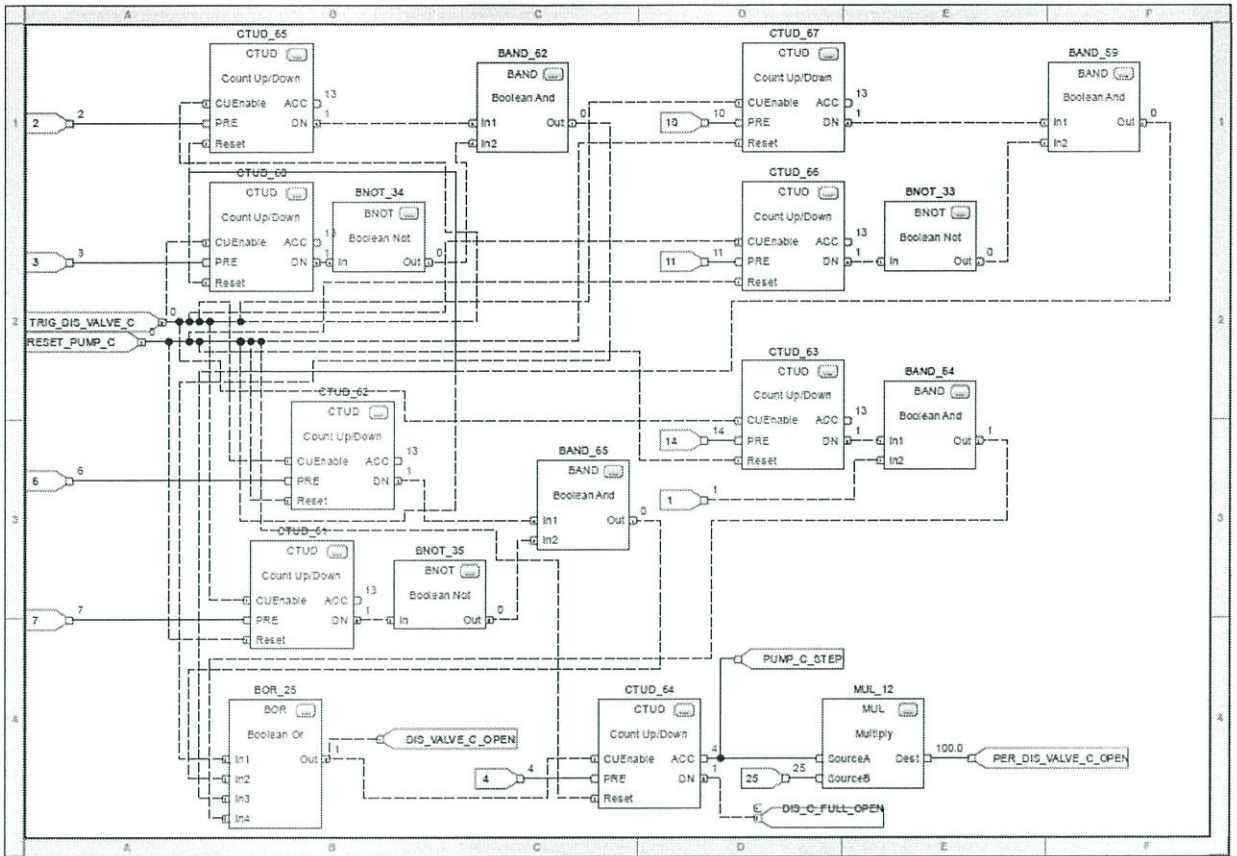 A B C D E F
CTUD_65
CTUD ...
Count Up/Down
CUEnable ACC 13
PRE DN 1
Reset
2 2
BAND_62
BAND ...
Boolean And
In1 Out 0
In2
CTUD_67
CTUD ...
Count Up/Down
CUEnable ACC 13
10 10 PRE DN 1
Reset
BAND_59
BAND ...
Boolean And
In1 Out 0
In2
1 1
CTUD ...
Count Up/Down
CUEnable ACC
3 3 PRE DN 1
Reset
BNOT_34
BNOT ...
Boolean Not
In Out 0
CTUD_66
CTUD ...
Count Up/Down
CUEnable ACC 13
11 11 PRE DN 1
Reset
BNOT_33
BNOT ...
Boolean Not
In Out 0
2 2
TRIG_DIS_VALVE_C 0
RESET_PUMP_C 0
CTUD_62
CTUD ...
Count Up/Down
CUEnable ACC 13
6 6 PRE DN 1
Reset
CTUD_63
CTUD ...
Count Up/Down
CUEnable ACC 13
14 14 PRE DN 1
Reset
BAND_64
BAND ...
Boolean And
In1 Out 1
In2
1 1
BAND_65
BAND ...
Boolean And
In1 Out 0
In2
3 3
CTUD_61
CTUD ...
Count Up/Down
CUEnable ACC 13
7 7 PRE DN 1
Reset
BNOT_35
BNOT ...
Boolean Not
In Out 0
PUMP_C_STEP
4 4
BOR_25
BOR ...
Boolean Or
In1 Out 1
In2
In3
In4
DIS_VALVE_C_OPEN
CTUD_64
CTUD ...
Count Up/Down
CUEnable ACC 4
4 4 PRE DN 1
Reset
MUL_12
MUL ...
Multiply
SourceA Dest 100.0
25 25 SourceB
PER_DIS_VALVE_C_OPEN
DIS_C_FULL_OPEN
A B C D E F